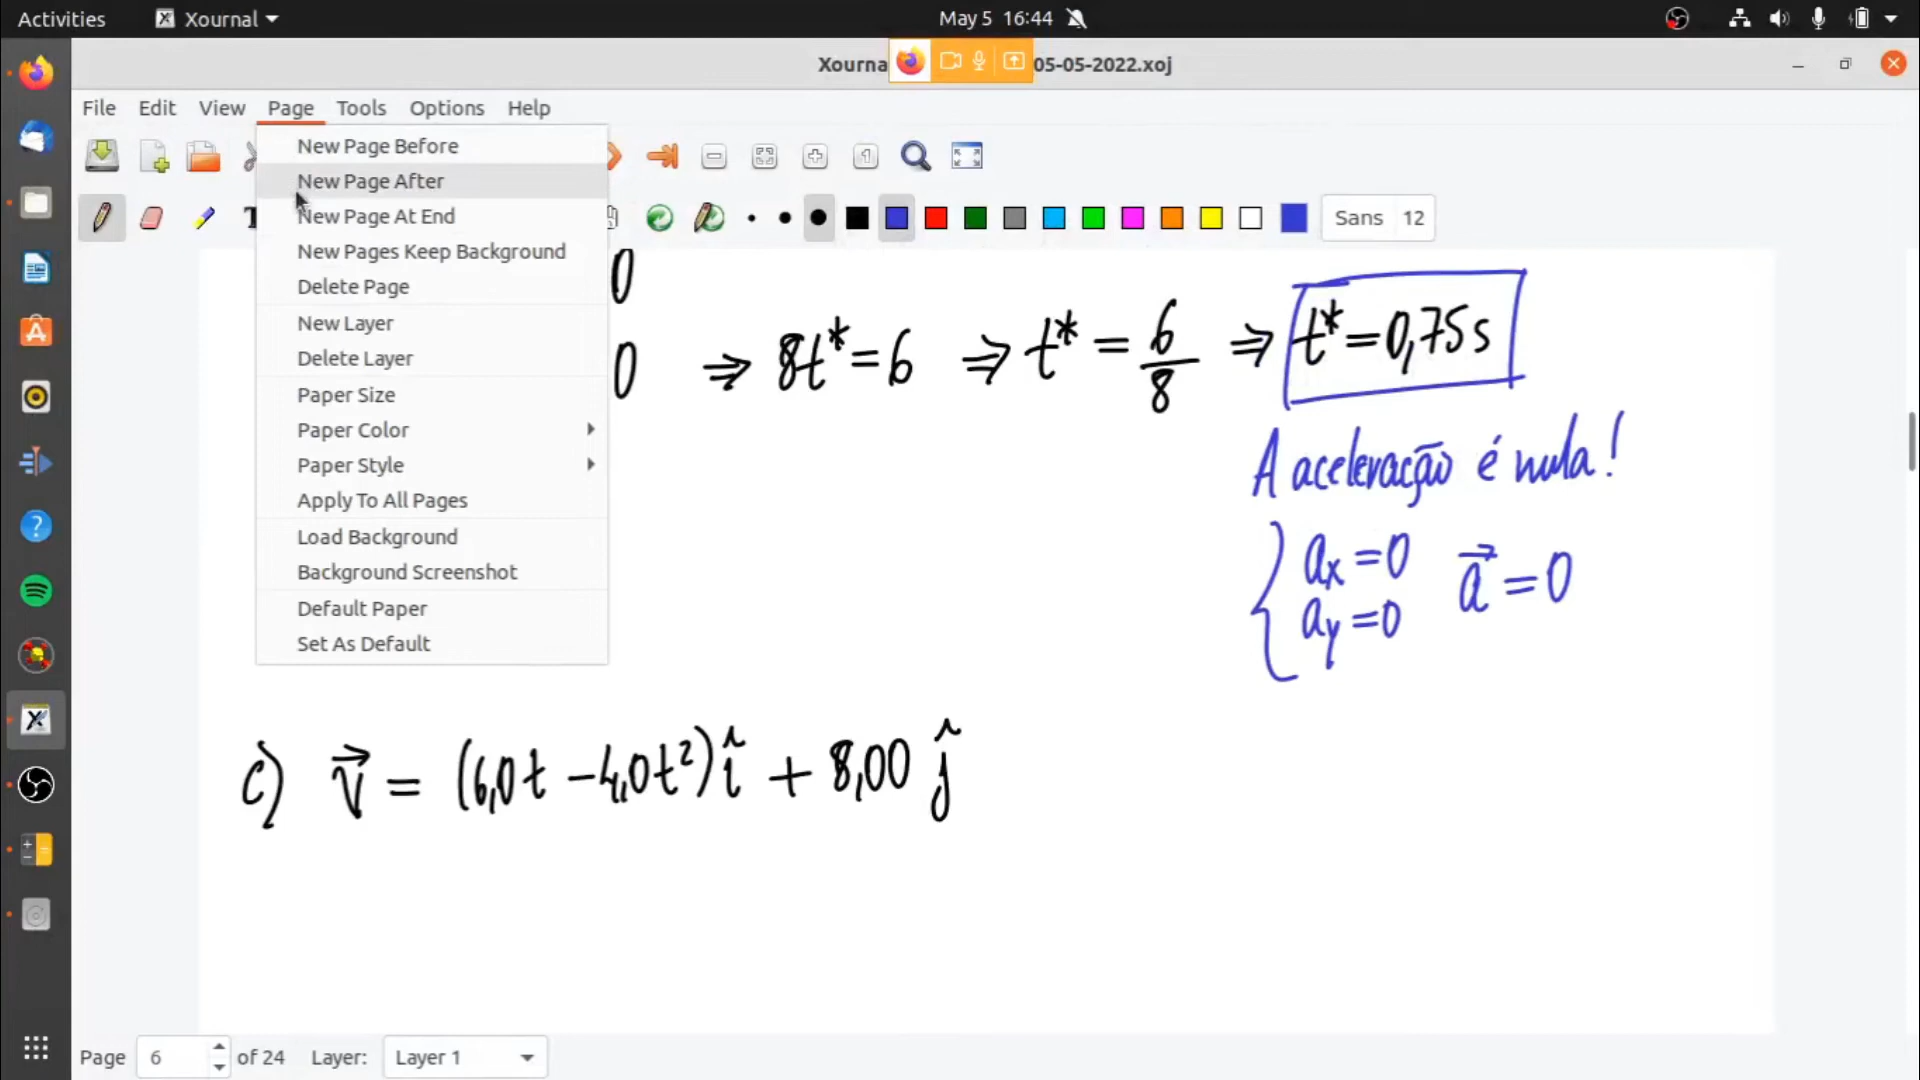 Activities Xournal May 5 16:44
Xourna 05-05-2022.xoj
File Edit View Page Tools Options Help
New Page Before
New Page After
New Page At End
New Pages Keep Background
Delete Page
New Layer
Delete Layer
Paper Size
Paper Color
Paper Style
Apply To All Pages
Load Background
Background Screenshot
Default Paper
Set As Default
T Sans 12
0
0 ⇒ 8t* = 6 ⇒ t* = 6/8 ⇒ t* = 0,75s
A aceleração é nula!
{ ax = 0
ay = 0 a⃗ = 0
c) v⃗ = (6,0t − 4,0t²) î + 8,00 ĵ
Page 6 of 24 Layer: Layer 1